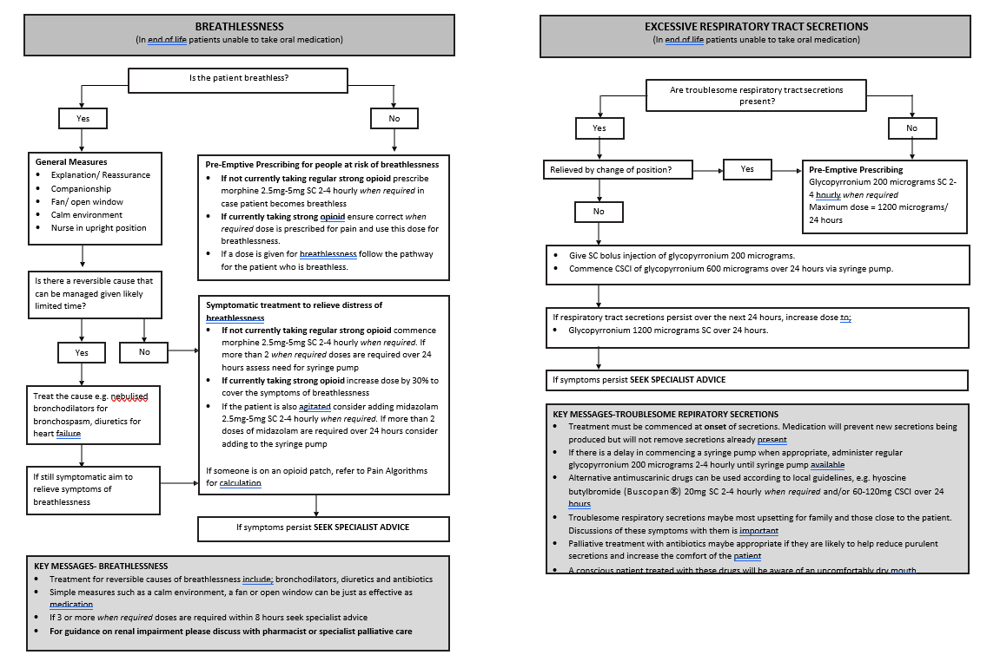 BREATHLESSNESS
(In end of life patients unable to take oral medication)
Is the patient breathless?
Yes
No
General Measures
• Explanation/ Reassurance
• Companionship
• Fan/ open window
• Calm environment
• Nurse in upright position
Pre-Emptive Prescribing for people at risk of breathlessness
• If not taking regular strong opioid prescribe
morphine 2.5mg-5mg SC 2-4 hourly when required in
case patient becomes breathless
• If currently taking strong opioid ensure correct when
required dose is prescribed for pain and use this dose for
breathlessness.
• If a dose is given for breathlessness follow the pathway
for the patient who is breathless.
Is there a reversible cause that
can be managed given likely
limited time?
Yes
No
Treat the cause e.g. nebulised
bronchodilators for
bronchospasm, diuretics for
heart failure
If still symptomatic aim to
relieve symptoms of
breathlessness
Symptomatic treatment to relieve distress of
breathlessness
• If not currently taking regular strong opioid commence
morphine 2.5mg-5mg SC 2-4 hourly when required. If
more than 2 when required doses are required over 24
hours assess need for syringe pump
• If currently taking strong opioid increase dose by 30% to
cover the symptoms of breathlessness
• If the patient is also agitated consider adding midazolam
2.5mg-5mg SC 2-4 hourly when required. If more than 2
doses of midazolam are required over 24 hours consider
adding to the syringe pump
If someone is on an opioid patch, refer to Pain Algorithms
for calculation
If symptoms persist SEEK SPECIALIST ADVICE
KEY MESSAGES- BREATHLESSNESS
• Treatment for reversible causes of breathlessness include; bronchodilators, diuretics and antibiotics
• Simple measures such as a calm environment, a fan or open window can be just as effective as
medication
• If 3 or more when required doses are required within 8 hours seek specialist advice
• For guidance on renal impairment please discuss with pharmacist or specialist palliative care
EXCESSIVE RESPIRATORY TRACT SECRETIONS
(In end of life patients unable to take oral medication)
Are troublesome respiratory tract secretions
present?
Yes
No
Relieved by change of position?
Yes
No
Pre-Emptive Prescribing
Glycopyrronium 200 micrograms SC 2-
4 hourly when required
Maximum dose = 1200 micrograms/
24 hours
• Give SC bolus injection of glycopyrronium 200 micrograms.
• Commence CSCI of glycopyrronium 600 micrograms over 24 hours via syringe pump.
If respiratory tract secretions persist over the next 24 hours, increase dose to;
• Glycopyrronium 1200 micrograms SC over 24 hours.
If symptoms persist SEEK SPECIALIST ADVICE
KEY MESSAGES-TROUBLESOME REPIRATORY SECRETIONS
• Treatment must be commenced at onset of secretions. Medication will prevent new secretions being
produced but will not remove secretions already present
• If there is a delay in commencing a syringe pump when appropriate, administer regular
glycopyrronium 200 micrograms 2-4 hourly until syringe pump available
• Alternative antimuscarinic drugs can be used according to local guidelines, e.g. hyoscine
butylbromide (Buscopan®) 20mg SC 2-4 hourly when required and/or 60-120mg CSCI over 24
hours
• Troublesome respiratory secretions maybe most upsetting for family and those close to the patient.
Discussions of these symptoms with them is important
• Palliative treatment with antibiotics maybe appropriate if they are likely to help reduce purulent
secretions and increase the comfort of the patient
• A conscious patient treated with these drugs will be aware of an uncomfortably dry mouth